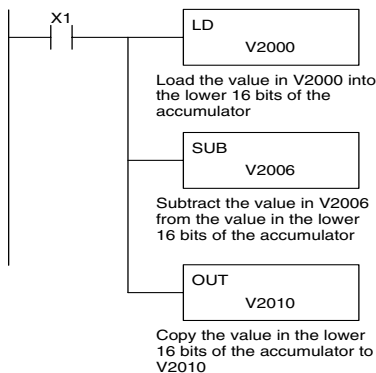 X1
LD
V2000
Load the value in V2000 into
the lower 16 bits of the
accumulator
SUB
V2006
Subtract the value in V2006
from the value in the lower
16 bits of the accumulator
OUT
V2010
Copy the value in the lower
16 bits of the accumulator to
V2010